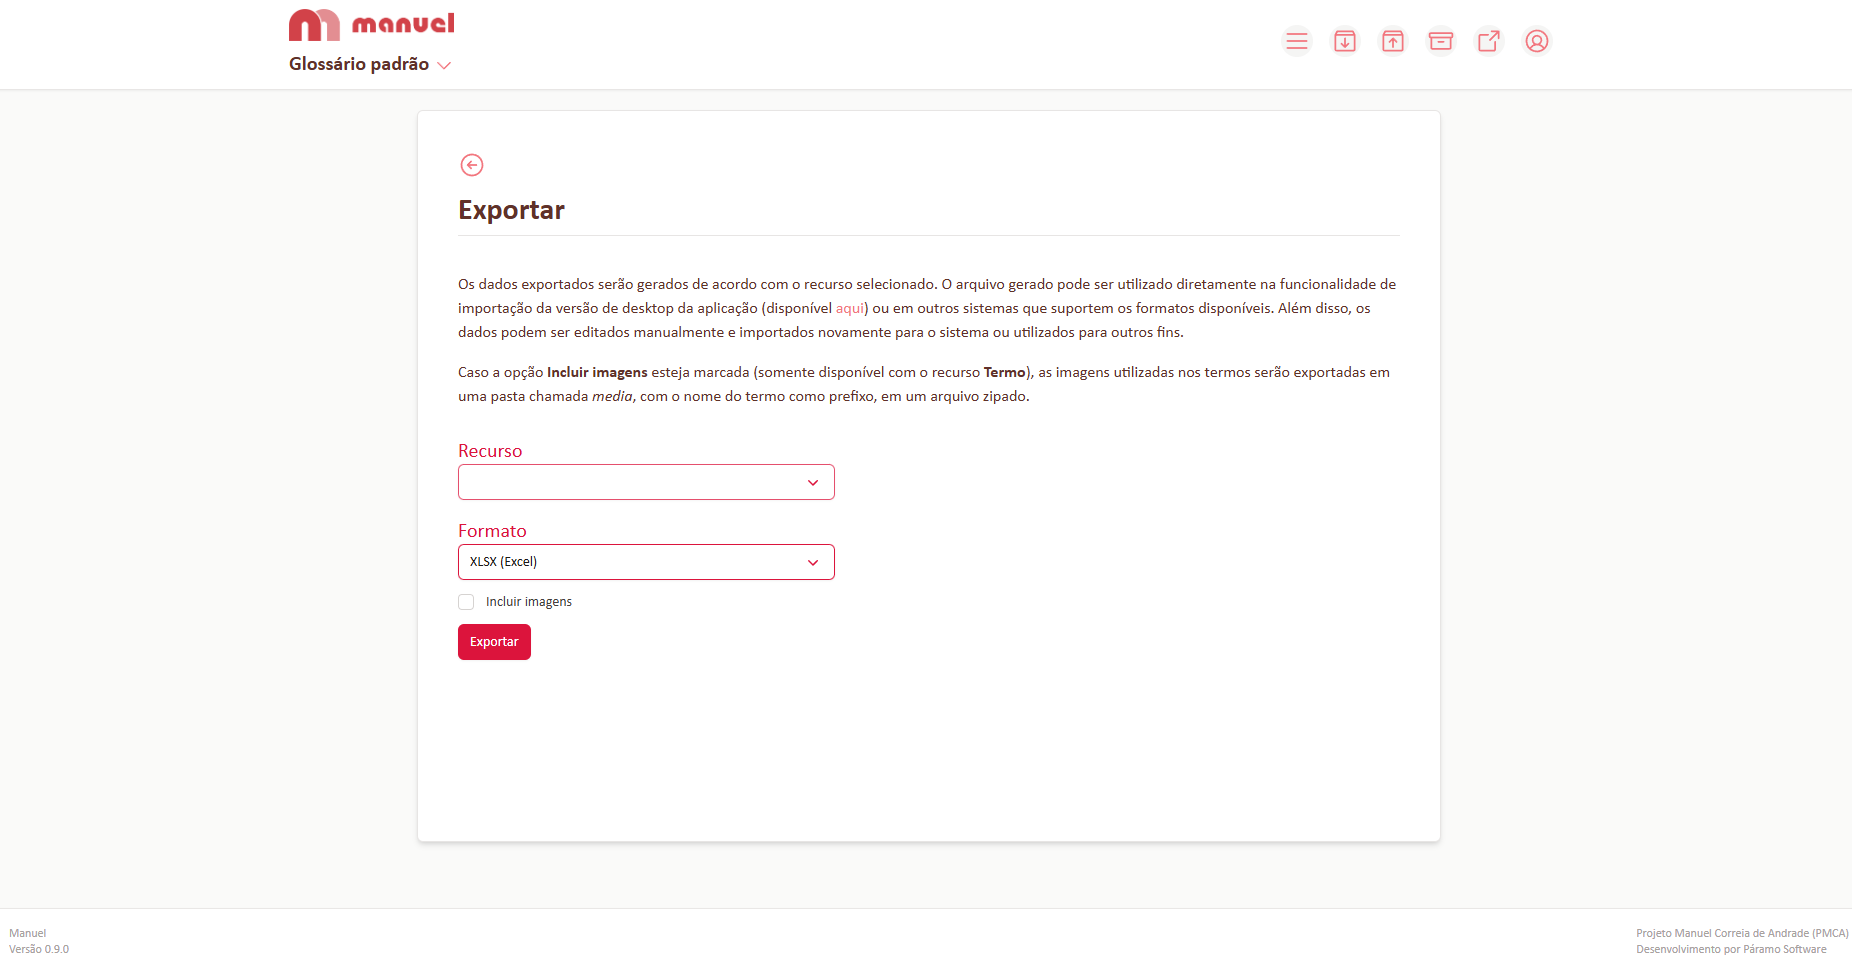 manuel
Glossário padrão
Exportar
Os dados exportados serão gerados de acordo com o recurso selecionado. O arquivo gerado pode ser utilizado diretamente na funcionalidade de
importação da versão de desktop da aplicação (disponível aqui) ou em outros sistemas que suportem os formatos disponíveis. Além disso, os
dados podem ser editados manualmente e importados novamente para o sistema ou utilizados para outros fins.
Caso a opção Incluir imagens esteja marcada (somente disponível com o recurso Termo), as imagens utilizadas nos termos serão exportadas em
uma pasta chamada media, com o nome do termo como prefixo, em um arquivo zipado.
Recurso
Formato
XLSX (Excel)
Incluir imagens
Exportar
Manuel
Versão 0.9.0
Projeto Manuel Correia de Andrade (PMCA)
Desenvolvimento por Páramo Software